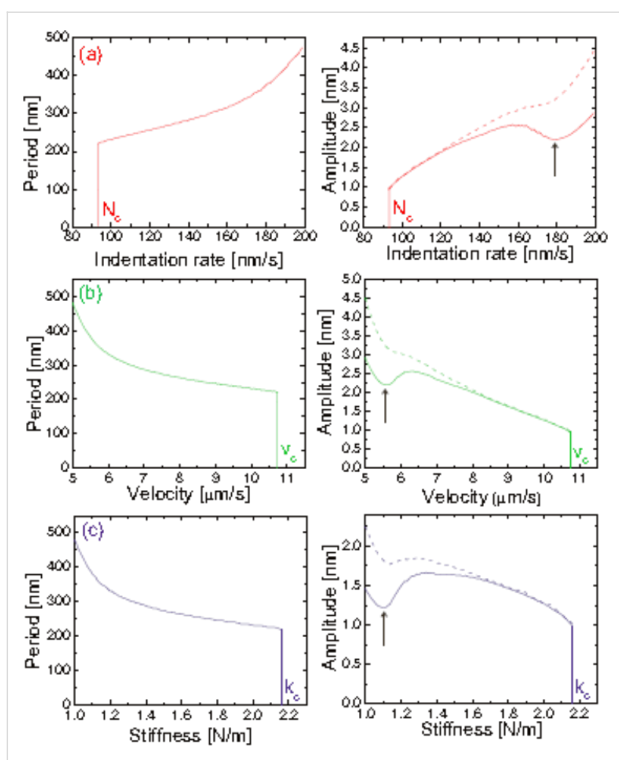 (a)
Period [nm]
500
400
300
200
100
0
N_c
80 100 120 140 160 180 200
Indentation rate [nm/s]
Amplitude [nm]
4.5
4.0
3.5
3.0
2.5
2.0
1.5
1.0
0.5
0.0
N_c
80 100 120 140 160 180 200
Indentation rate [nm/s]
(b)
Period [nm]
500
400
300
200
100
0
v_c
5 6 7 8 9 10 11
Velocity [μm/s]
Amplitude [nm]
5.0
4.5
4.0
3.5
3.0
2.5
2.0
1.5
1.0
0.5
0.0
v_c
5 6 7 8 9 10 11
Velocity (μm/s)
(c)
Period [nm]
500
400
300
200
100
0
k_c
1.0 1.2 1.4 1.6 1.8 2.0 2.2
Stiffness [N/m]
Amplitude [nm]
2.0
1.5
1.0
0.5
0.0
k_c
1.0 1.2 1.4 1.6 1.8 2.0 2.2
Stiffness [N/m]